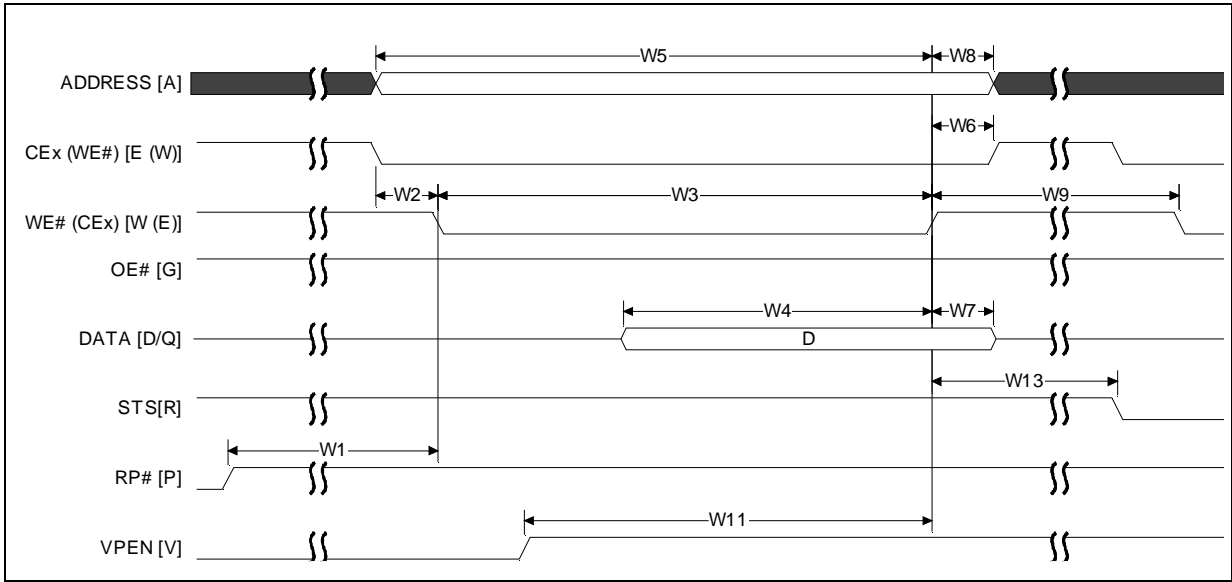 W5
W8
ADDRESS [A]
W6
CEx (WE#) [E (W)]
W2
W3
W9
WE# (CEx) [W (E)]
OE# [G]
W4
W7
DATA [D/Q]
D
W13
STS[R]
W1
RP# [P]
W11
VPEN [V]